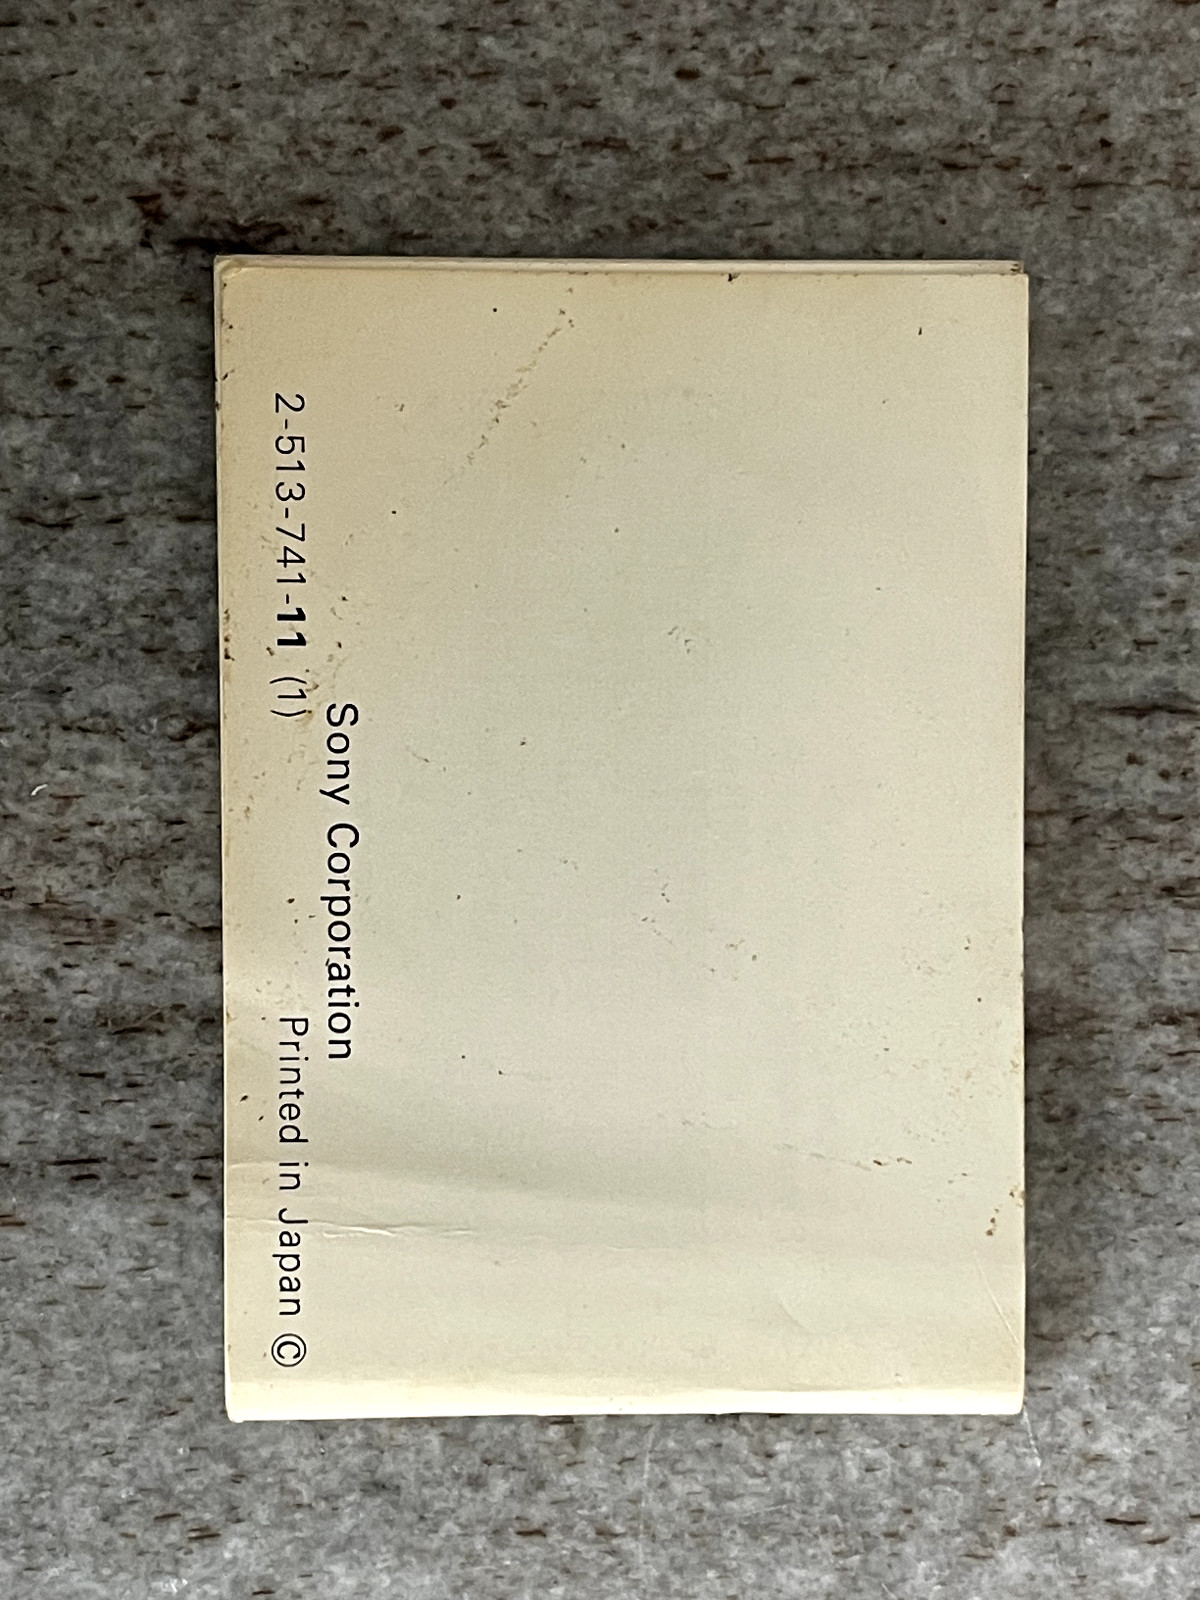 Sony Corporation
2-513-741-11 (1)
Printed in Japan ©